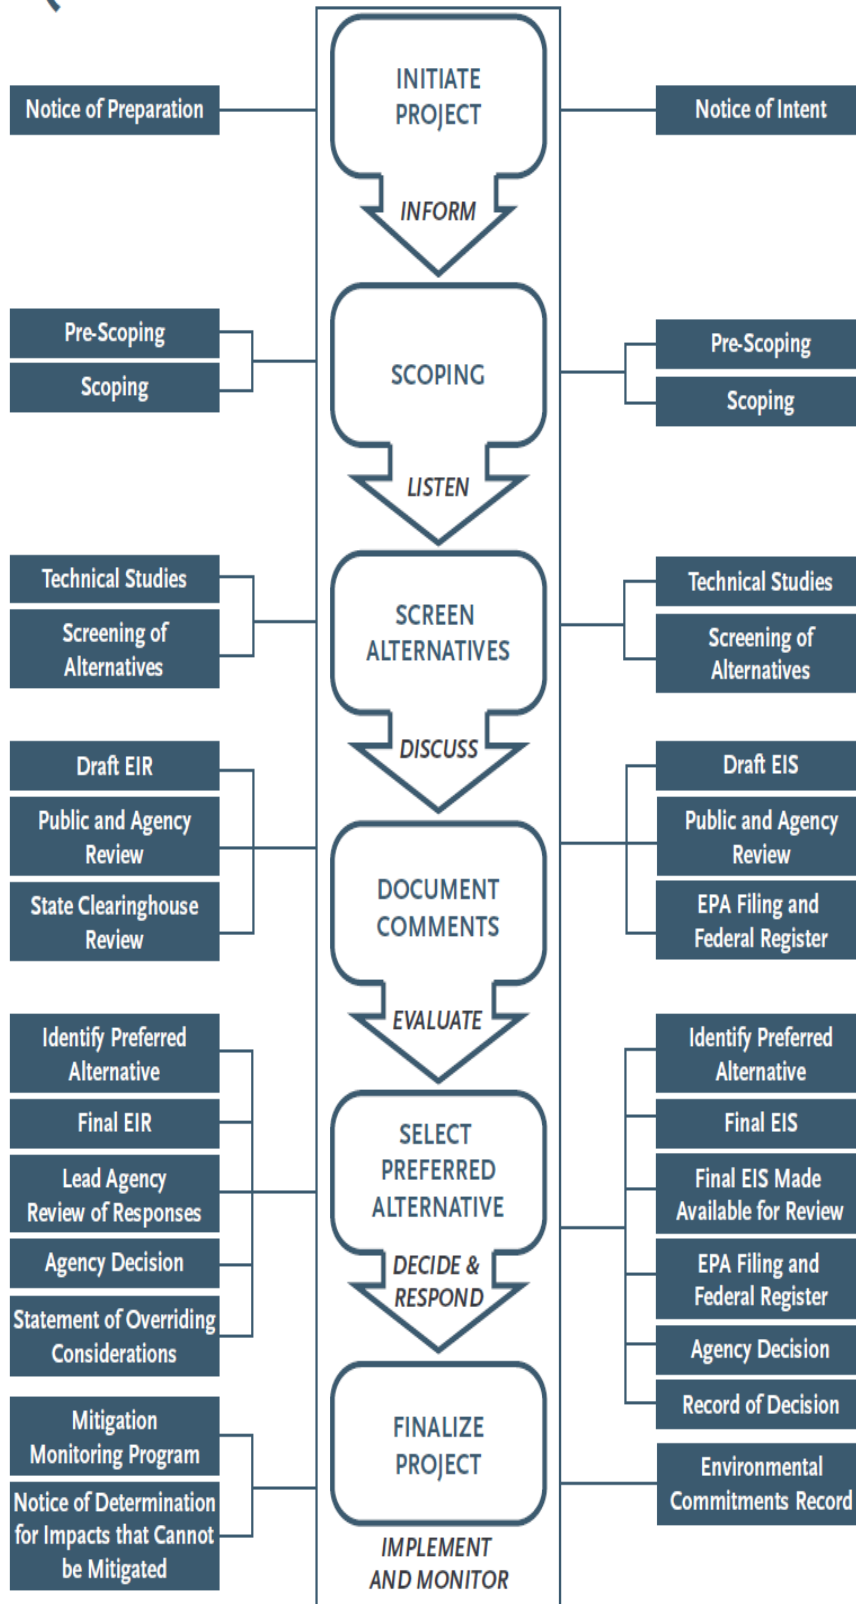 Notice of Preparation
INITIATE
PROJECT
Notice of Intent
INFORM
Pre-Scoping
Scoping
SCOPING
Pre-Scoping
Scoping
LISTEN
Technical Studies
Screening of
Alternatives
SCREEN
ALTERNATIVES
Technical Studies
Screening of
Alternatives
DISCUSS
Draft EIR
Public and Agency
Review
State Clearinghouse
Review
DOCUMENT
COMMENTS
Draft EIS
Public and Agency
Review
EPA Filing and
Federal Register
EVALUATE
Identify Preferred
Alternative
Final EIR
Lead Agency
Review of Responses
Agency Decision
Statement of Overriding
Considerations
SELECT
PREFERRED
ALTERNATIVE
Identify Preferred
Alternative
Final EIS
Final EIS Made
Available for Review
EPA Filing and
Federal Register
Agency Decision
Record of Decision
DECIDE &
RESPOND
Mitigation
Monitoring Program
Notice of Determination
for Impacts that Cannot
be Mitigated
FINALIZE
PROJECT
Environmental
Commitments Record
IMPLEMENT
AND MONITOR